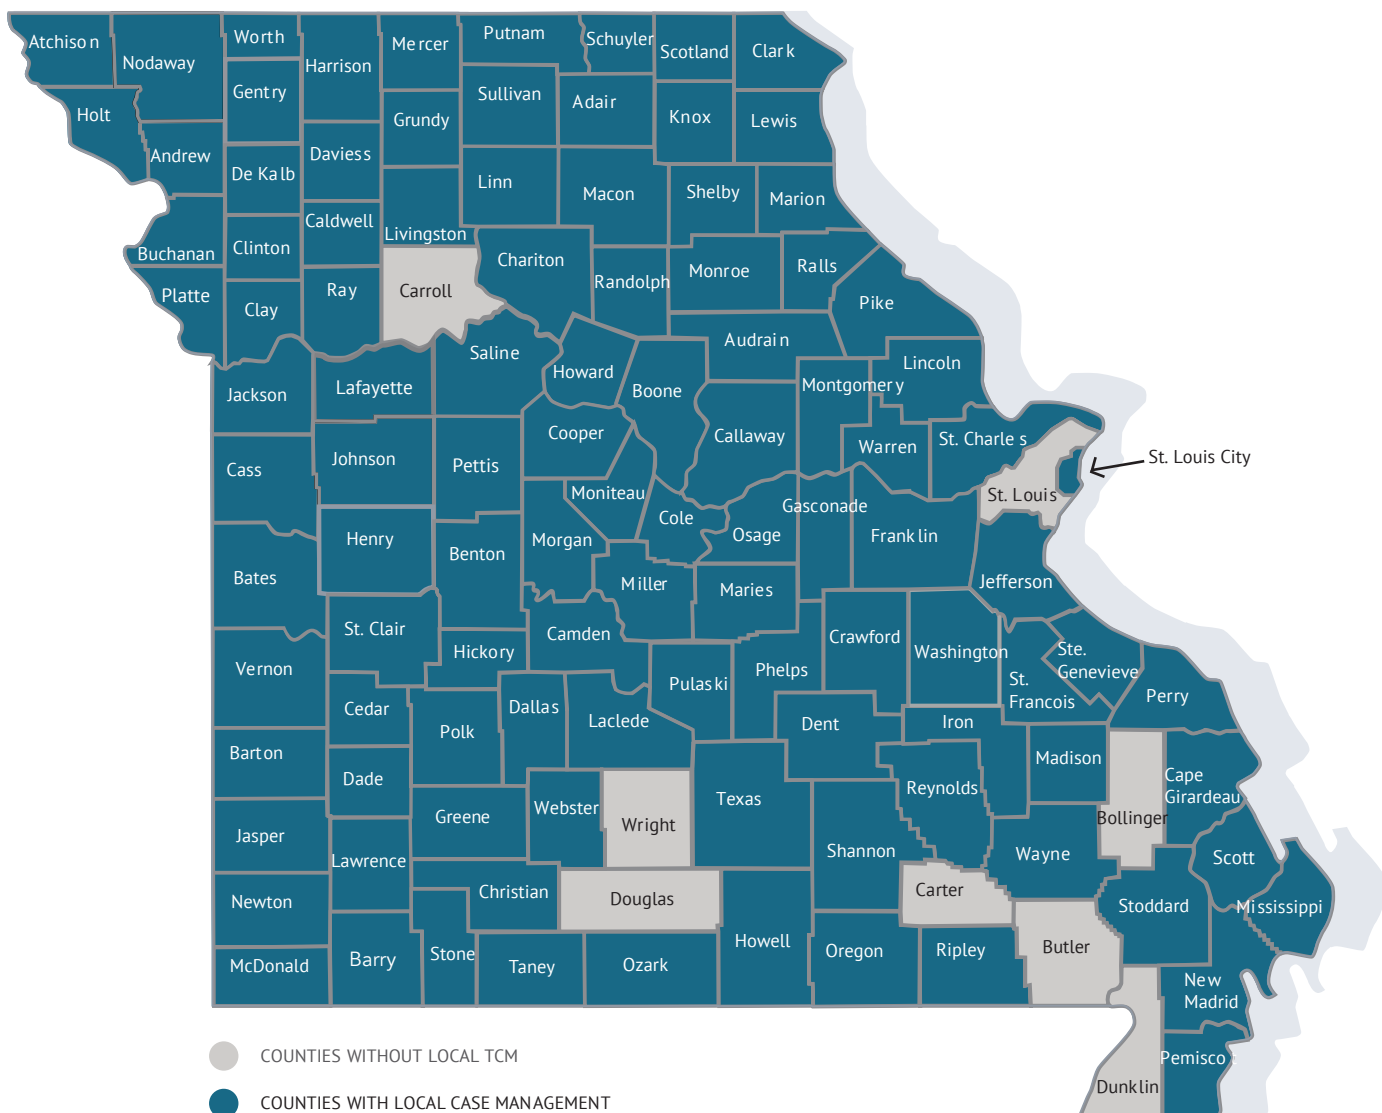 Atchison
Nodaway
Worth
Harrison
Mercer
Putnam
Schuyler
Scotland
Clark
Holt
Gentry
Grundy
Sullivan
Adair
Knox
Lewis
Andrew
De Kalb
Daviess
Linn
Macon
Shelby
Marion
Buchanan
Clinton
Caldwell
Livingston
Chariton
Randolph
Monroe
Ralls
Platte
Clay
Ray
Carroll
Pike
Audrain
Saline
Howard
Boone
Lincoln
Jackson
Lafayette
Montgomery
Cooper
Callaway
Warren
St. Charles
Cass
Johnson
Pettis
St. Louis City
Moniteau
Cole
Gasconade
St. Louis
Osage
Franklin
Henry
Benton
Morgan
Bates
Miller
Maries
Jefferson
St. Clair
Hickory
Camden
Crawford
Washington
Ste.
Genevieve
Vernon
Pulaski
Phelps
St.
Francois
Perry
Cedar
Dallas
Laclede
Polk
Dent
Iron
Barton
Dade
Madison
Texas
Reynolds
Cape
Girardeau
Jasper
Greene
Webster
Wright
Bollinger
Lawrence
Shannon
Wayne
Scott
Newton
Christian
Douglas
Carter
Stoddard
Mississippi
McDonald
Barry
Stone
Taney
Ozark
Howell
Oregon
Ripley
Butler
New
Madrid
Pemiscot
Dunklin
COUNTIES WITHOUT LOCAL TCM
COUNTIES WITH LOCAL CASE MANAGEMENT